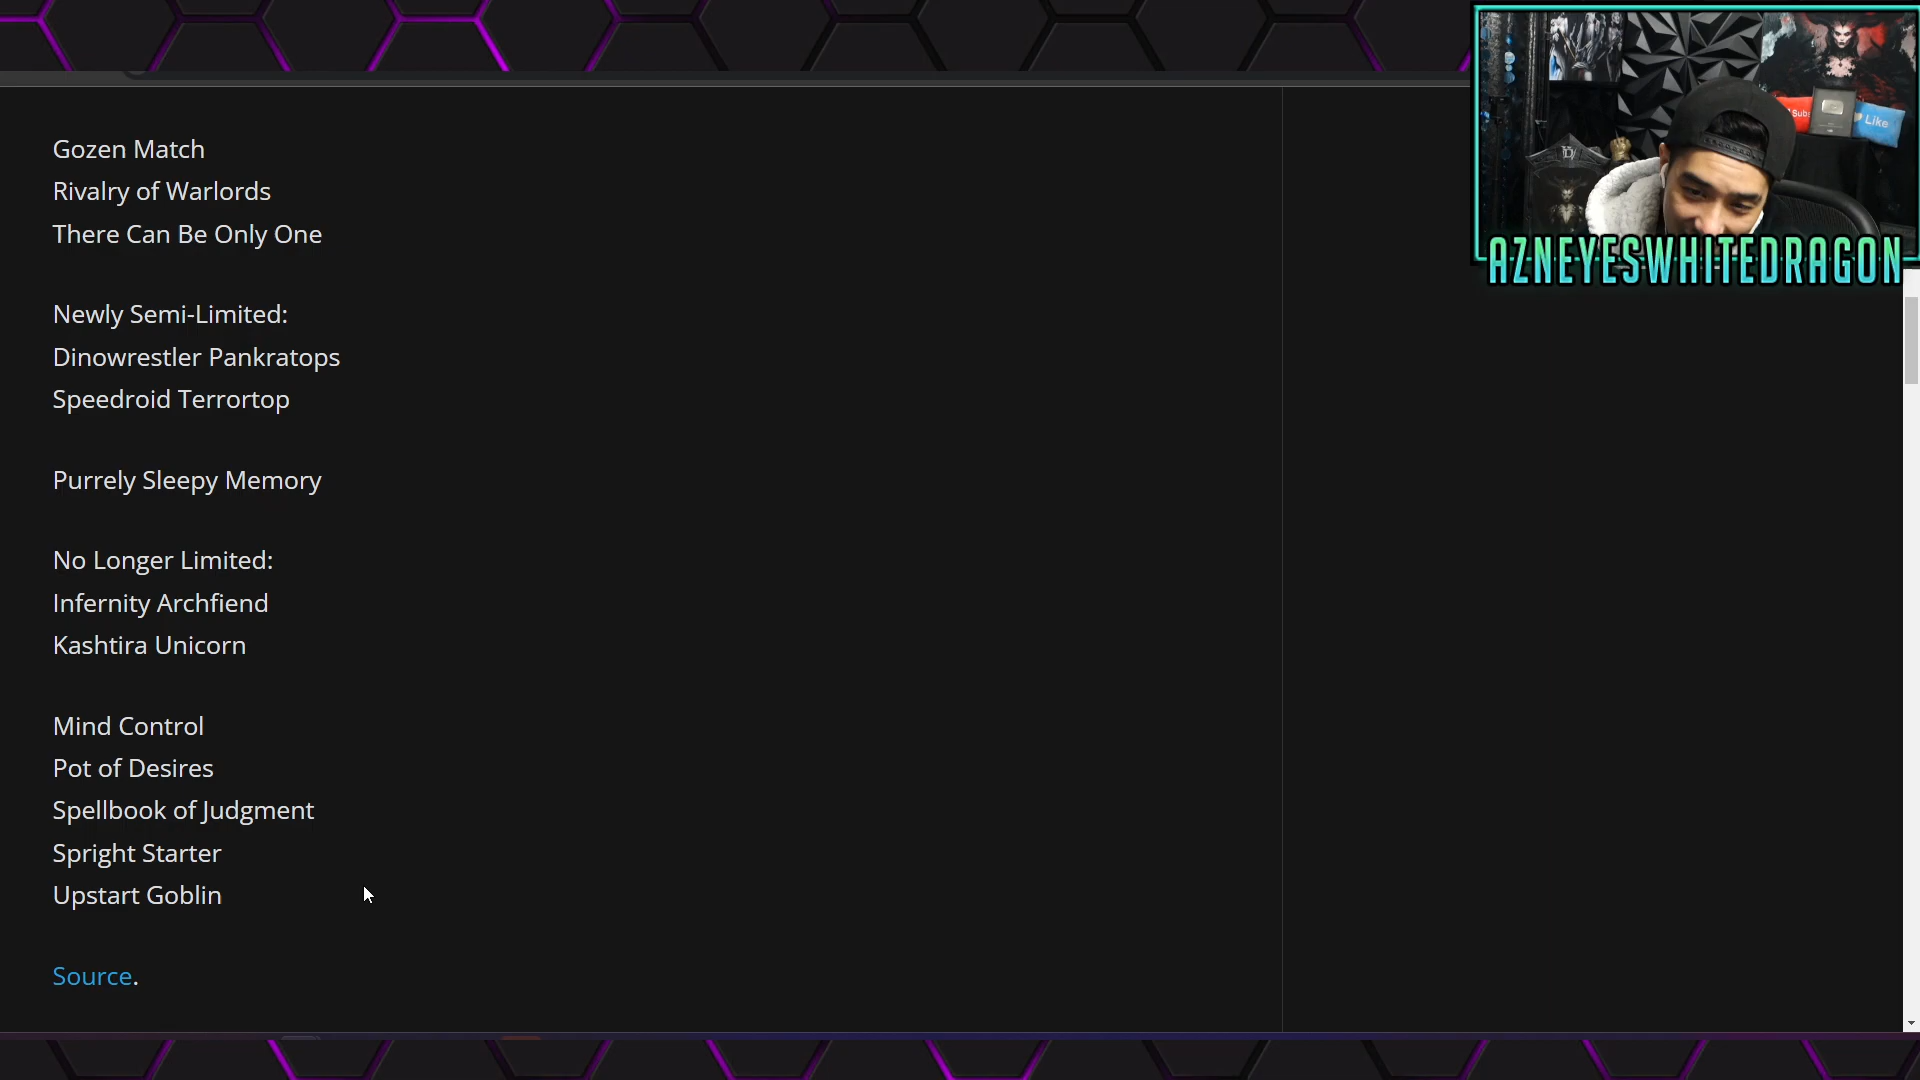 Gozen Match
Rivalry of Warlords
There Can Be Only One
Newly Semi-Limited:
Dinowrestler Pankratops
Speedroid Terrortop
Purrely Sleepy Memory
No Longer Limited:
Infernity Archfiend
Kashtira Unicorn
Mind Control
Pot of Desires
Spellbook of Judgment
Spright Starter
Upstart Goblin
Source.
Subs
Like
AZNEYESWHITEDRAGON